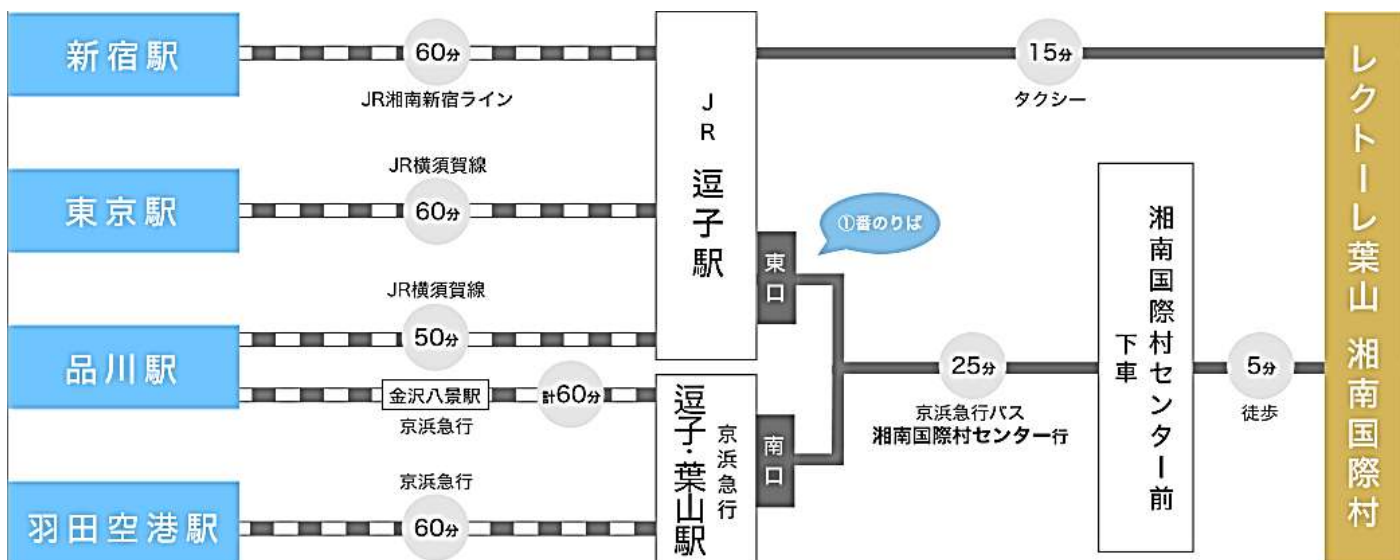 新宿駅
60分
JR湘南新宿ライン
東京駅
JR横須賀線
60分
品川駅
JR横須賀線
50分
金沢八景駅
計60分
京浜急行
羽田空港駅
京浜急行
60分
JR 逗子駅
東口
①番のりば
京浜急行
逗子・葉山駅
南口
15分
タクシー
25分
京浜急行バス
湘南国際村センター行
湘南国際村センター前
下車
5分
徒歩
レクトーレ葉山 湘南国際村